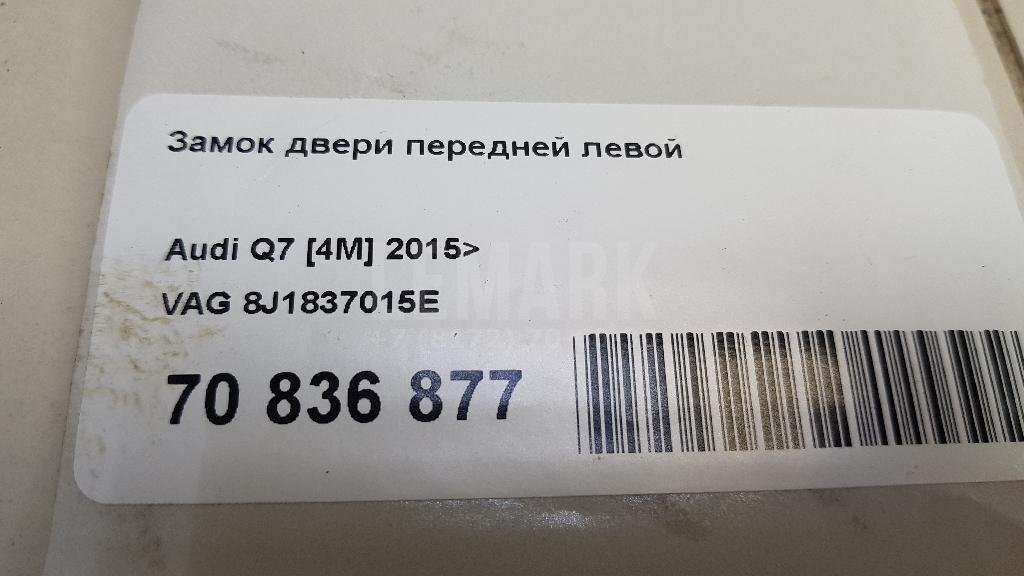 Замок двери передней левой
Audi Q7 [4M] 2015>
VAG 8J1837015E
70 836 877